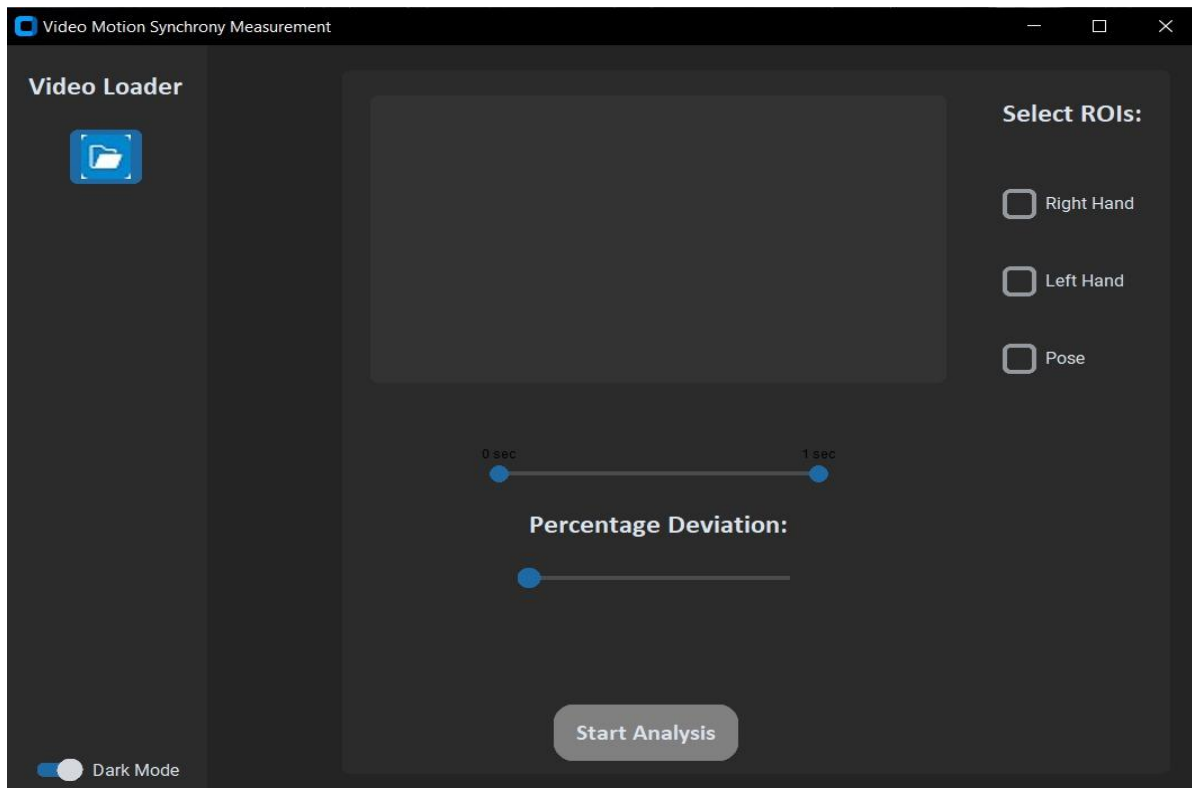 Video Motion Synchrony Measurement
Video Loader
Select ROIs:
Right Hand
Left Hand
Pose
0 sec 1 sec
Percentage Deviation:
Start Analysis
Dark Mode